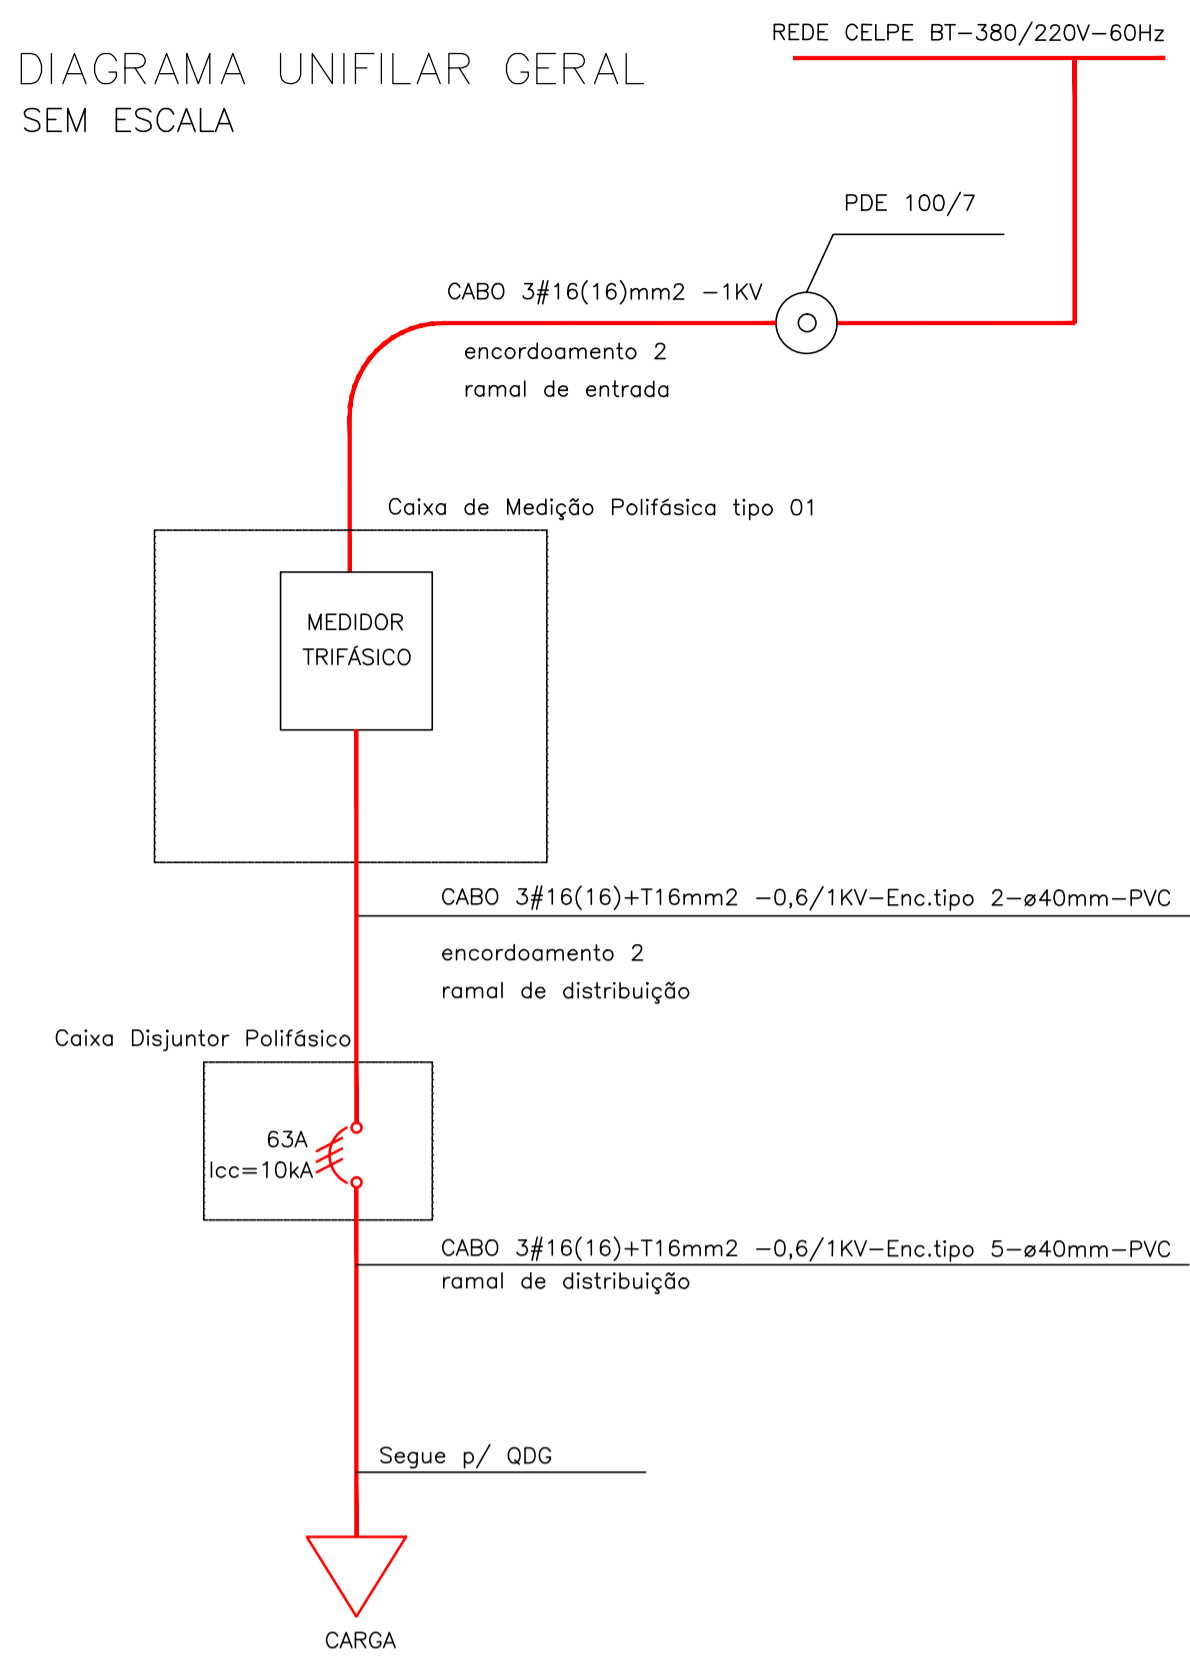 REDE CELPE BT-380/220V-60Hz
DIAGRAMA UNIFILAR GERAL
SEM ESCALA
PDE 100/7
CABO 3#16(16)mm2 -1KV
encordoamento 2
ramal de entrada
Caixa de Medição Polifásica tipo 01
MEDIDOR
TRIFÁSICO
CABO 3#16(16)+T16mm2 -0,6/1KV-Enc.tipo 2-ø40mm-PVC
encordoamento 2
ramal de distribuição
Caixa Disjuntor Polifásico
63A
Icc=10kA
CABO 3#16(16)+T16mm2 -0,6/1KV-Enc.tipo 5-ø40mm-PVC
ramal de distribuição
Segue p/ QDG
CARGA